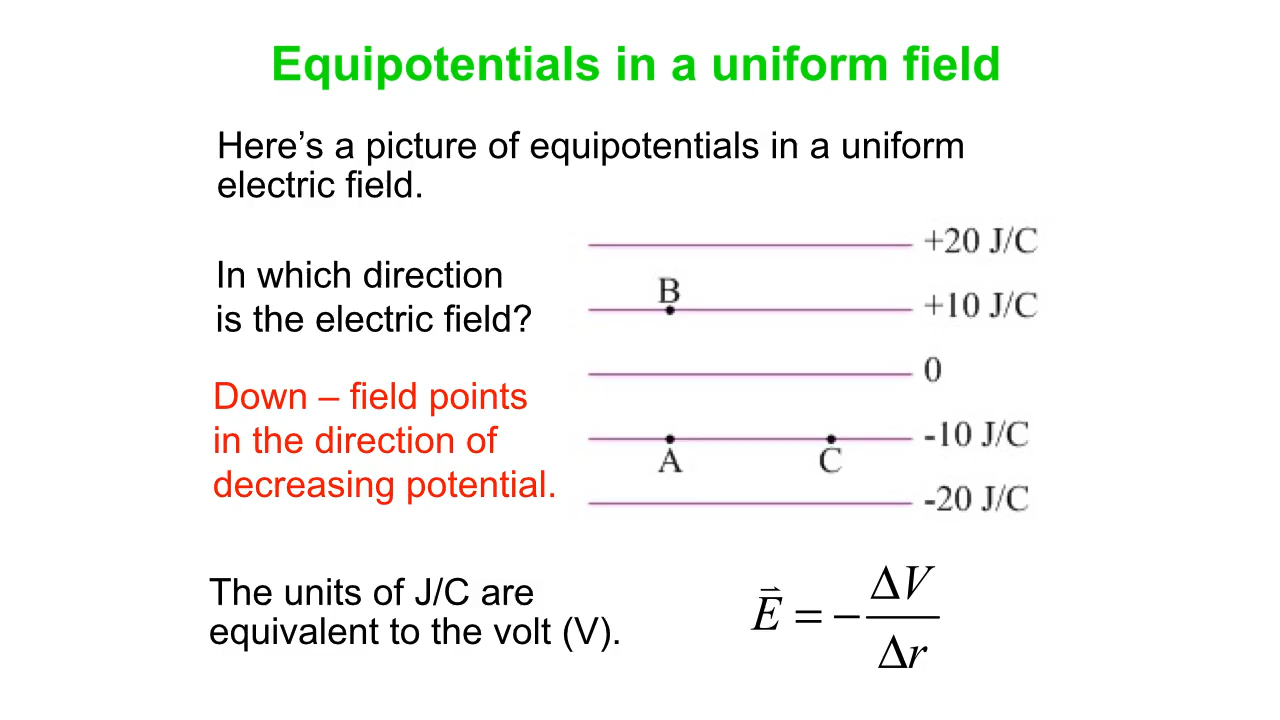 Equipotentials in a uniform field
Here’s a picture of equipotentials in a uniform
electric field.
In which direction
is the electric field?
Down – field points
in the direction of
decreasing potential.
+20 J/C
B
+10 J/C
0
-10 J/C
A
C
-20 J/C
The units of J/C are
equivalent to the volt (V).
E⃗ = − ΔV / Δr